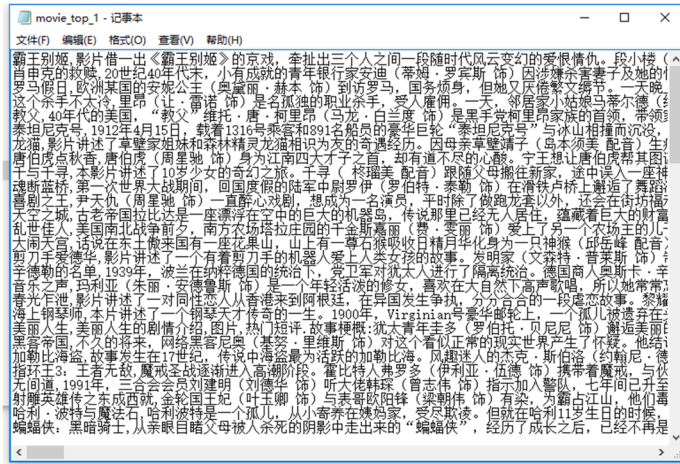 movie_top_1 - 记事本
文件(F) 编辑(E) 格式(O) 查看(V) 帮助(H)
霸王别姬,影片借一出《霸王别姬》的京戏，牵扯出三个人之间一段随时代风云变幻的爱恨情仇。段小楼（
肖申克的救赎,20世纪40年代末，小有成就的青年银行家安迪（蒂姆·罗宾斯 饰）因涉嫌杀害妻子及她的
罗马假日,欧洲某国的安妮公主（奥黛丽·赫本 饰）到访罗马，国务烦身，但她又厌倦繁文缛节。一天晚
这个杀手不太冷,里昂（让·雷诺 饰）是名孤独的职业杀手，受人雇佣。一天，邻居家小姑娘马蒂尔德（
教父,40年代的美国，“教父”维托·唐·柯里昂（马龙·白兰度 饰）是黑手党柯里昂家族的首领，带领家
泰坦尼克号,1912年4月15日，载着1316号乘客和891名船员的豪华巨轮“泰坦尼克号”与冰山相撞而沉没，
龙猫,影片讲述了草壁家姐妹和森林精灵龙猫相识为友的奇遇经历。因母亲草壁靖子（岛本须美 配音）生
唐伯虎点秋香,唐伯虎（周星驰 饰）身为江南四大才子之首，却有道不尽的心酸。宁王想让唐伯虎帮其图
千与千寻,本影片讲述了10岁少女的奇幻之旅。千寻（ 柊瑠美 配音）跟随父母搬往新家，途中误入一座神
魂断蓝桥,第一次世界大战期间，回国度假的陆军中尉罗伊（罗伯特·泰勒 饰）在滑铁卢桥上邂逅了舞蹈
喜剧之王,尹天仇（周星驰 饰）一直醉心戏剧，想成为一名演员，平时除了做跑龙套以外，还会在街坊福
天空之城,古老帝国拉比达是一座漂浮在空中的巨大的机器岛，传说那里已经无人居住，蕴藏着巨大的财富
乱世佳人,美国南北战争前夕，南方农场塔拉庄园的千金斯嘉丽（费·雯丽 饰）爱上了另一个农场主的儿
大闹天宫,话说在东土傲来国有一座花果山，山上有一尊石猴吸收日精月华化身为一只神猴（邱岳峰 配音）
剪刀手爱德华,影片讲述了一个有着剪刀手的机器人爱上人类女孩的故事。发明家（文森特·普莱斯 饰）
辛德勒的名单,1939年，波兰在纳粹德国的统治下，党卫军对犹太人进行了隔离统治。德国商人奥斯卡·辛
音乐之声,玛利亚（朱丽·安德鲁斯 饰）是一个年轻活泼的修女，喜欢在大自然下高声歌唱，所以她常常
春光乍泄,影片讲述了一对同性恋人从香港来到阿根廷，在异国发生争执，分分合合的一段虐恋故事。黎耀
海上钢琴师,本片讲述了一个钢琴天才传奇的一生。1900年，Virginian号豪华邮轮上，一个孤儿被遗弃在
美丽人生,美丽人生的剧情介绍,图片,热门短评.故事梗概:犹太青年圭多（罗伯托·贝尼尼 饰）邂逅美丽的
黑客帝国,不久的将来，网络黑客尼奥（基努·里维斯 饰）对这个看似正常的现实世界产生了怀疑。他结
加勒比海盗,故事发生在17世纪，传说中海盗最为活跃的加勒比海。风趣迷人的杰克·斯伯洛（约翰尼·德
指环王3：王者无敌,魔戒圣战逐渐进入高潮阶段。霍比特人弗罗多（伊利亚·伍德 饰）携带着魔戒，与伙
无间道,1991年，三合会会员刘建明（刘德华 饰）听大佬韩琛（曾志伟 饰）指示加入警队，七年间已升至
射雕英雄传之东成西就,金轮国王妃（叶玉卿 饰）与表哥欧阳锋（梁朝伟 饰）有染，为霸占江山，他们毒
哈利·波特与魔法石,哈利波特是一个孤儿，从小寄养在姨妈家，受尽欺凌。但就在哈利11岁生日的时候，
蝙蝠侠：黑暗骑士,从亲眼目睹父母被人杀死的阴影中走出来的“蝙蝠侠”，经历了成长之后，已经不再是